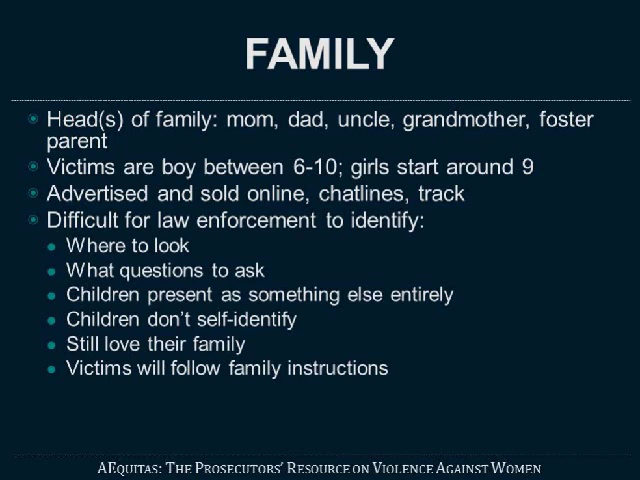 FAMILY
Head(s) of family: mom, dad, uncle, grandmother, foster
parent
Victims are boy between 6-10; girls start around 9
Advertised and sold online, chatlines, track
Difficult for law enforcement to identify:
Where to look
What questions to ask
Children present as something else entirely
Children don't self-identify
Still love their family
Victims will follow family instructions
AEQUITAS: THE PROSECUTORS' RESOURCE ON VIOLENCE AGAINST WOMEN